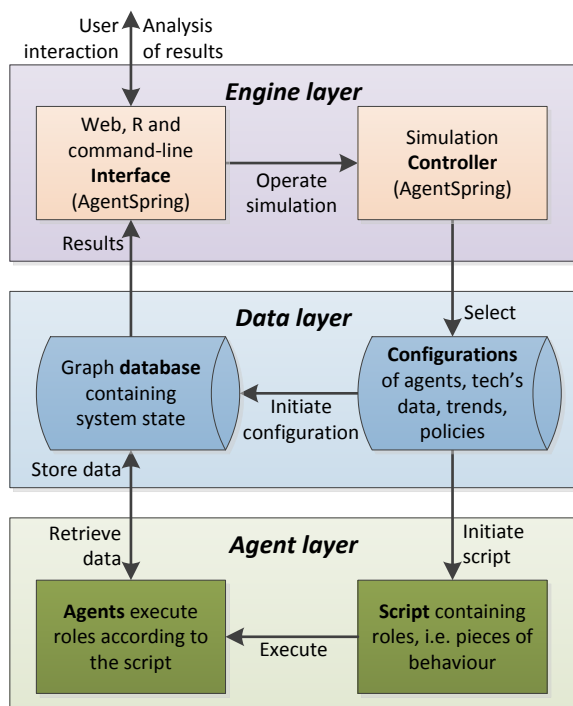 User
interaction
Analysis
of results
Engine layer
Web, R and
command-line
Interface
(AgentSpring)
Operate
simulation
Simulation
Controller
(AgentSpring)
Results
Select
Data layer
Graph database
containing
system state
Initiate
configuration
Configurations
of agents, tech's
data, trends,
policies
Store data
Retrieve
data
Initiate
script
Agent layer
Agents execute
roles according to
the script
Execute
Script containing
roles, i.e. pieces of
behaviour